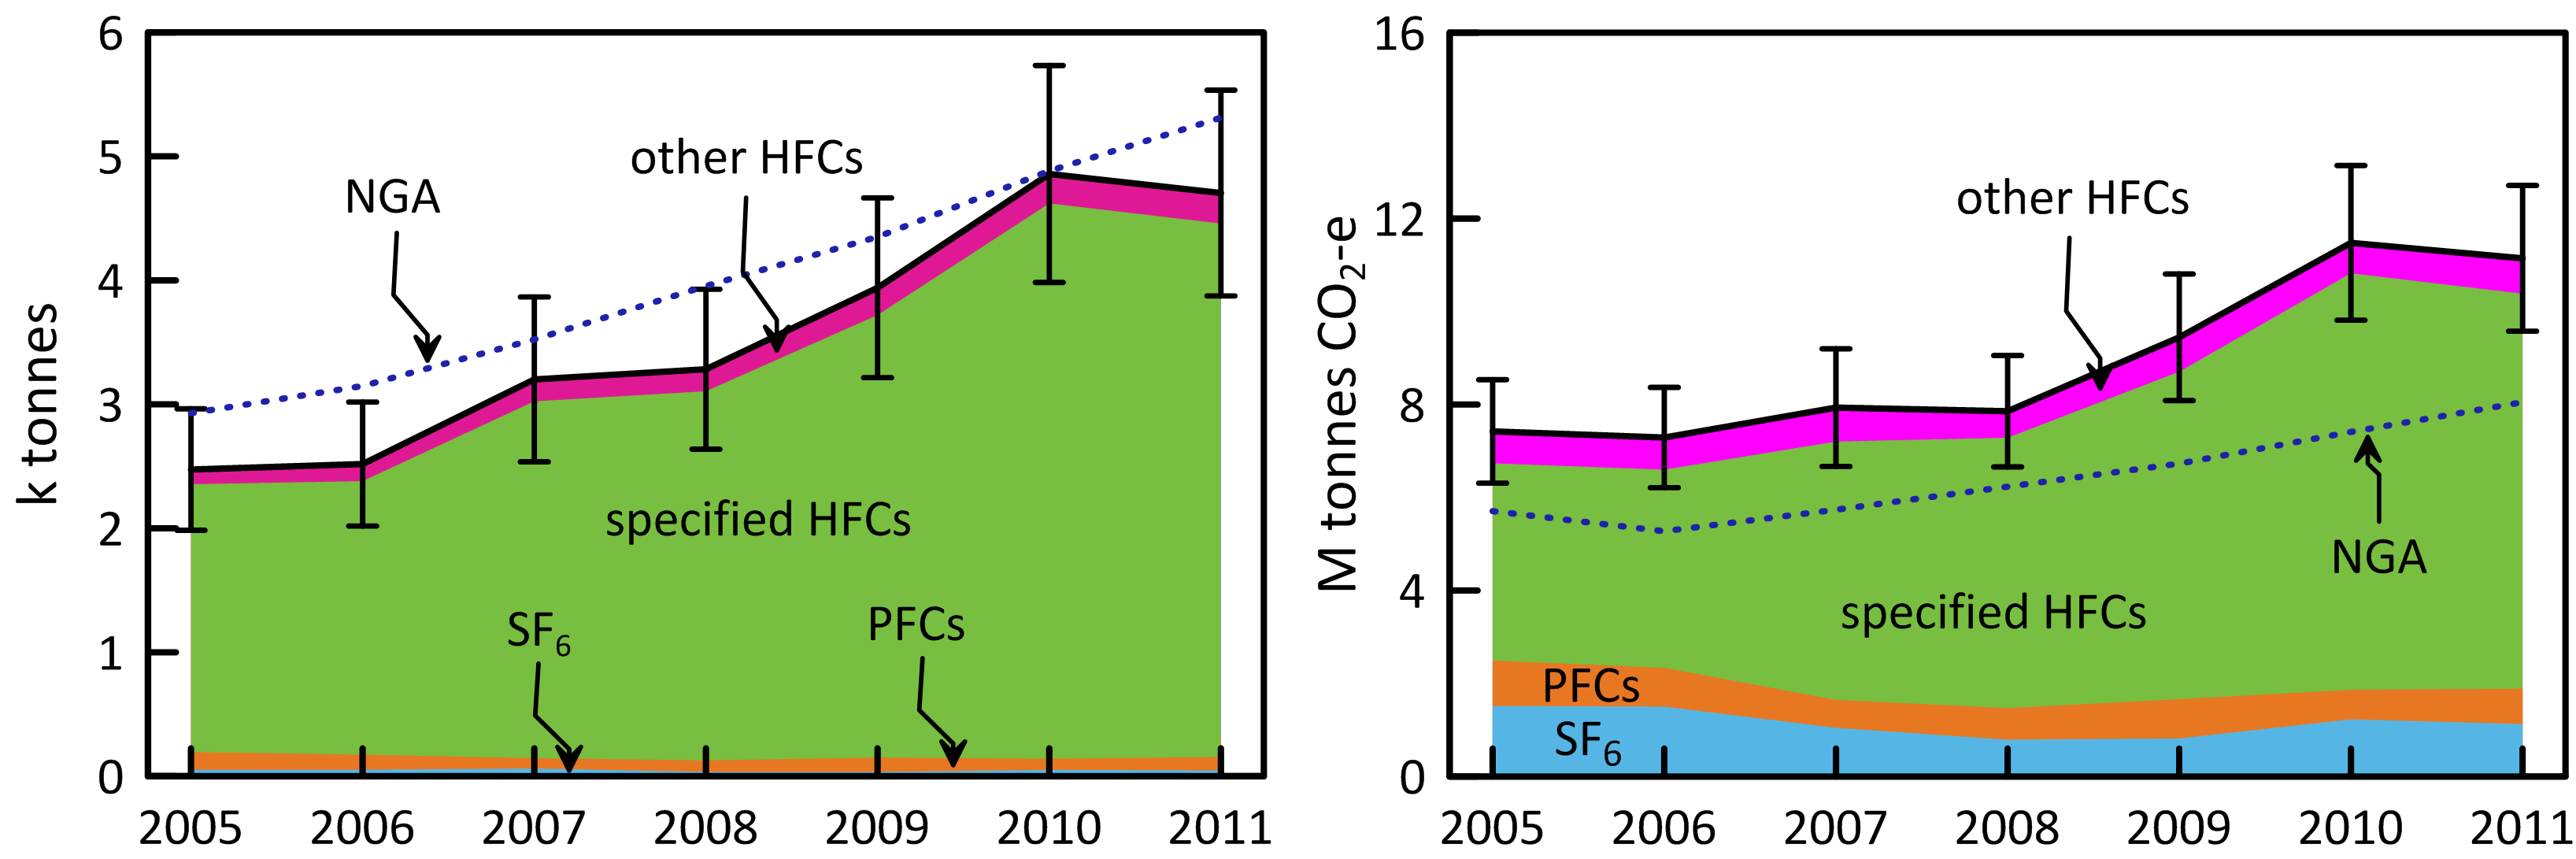 6
5
4
3
2
1
0
k tonnes
NGA
other HFCs
specified HFCs
SF₆
PFCs
2005 2006 2007 2008 2009 2010 2011
16
12
8
4
0
M tonnes CO₂-e
other HFCs
NGA
specified HFCs
PFCs
SF₆
2005 2006 2007 2008 2009 2010 2011